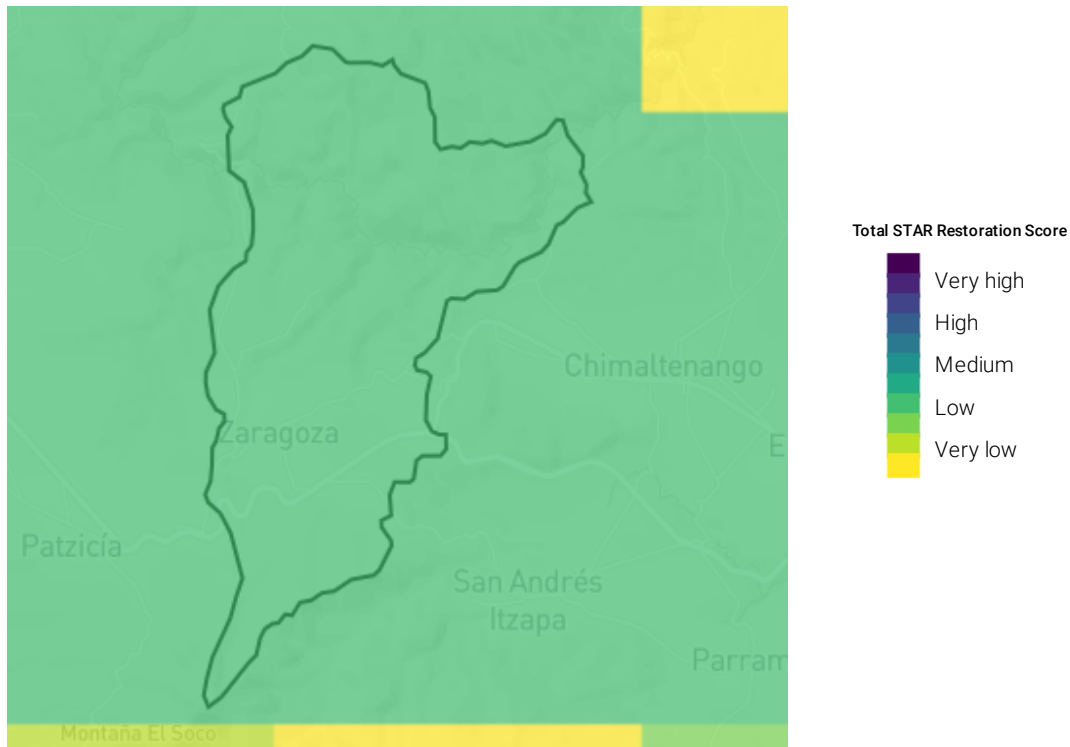 Total STAR Restoration Score
Very high
High
Medium
Low
Very low
Chimaltenango
Zaragoza
E
Patzicía
San Andrés
Itzapa
Parram
Montaña El Soco